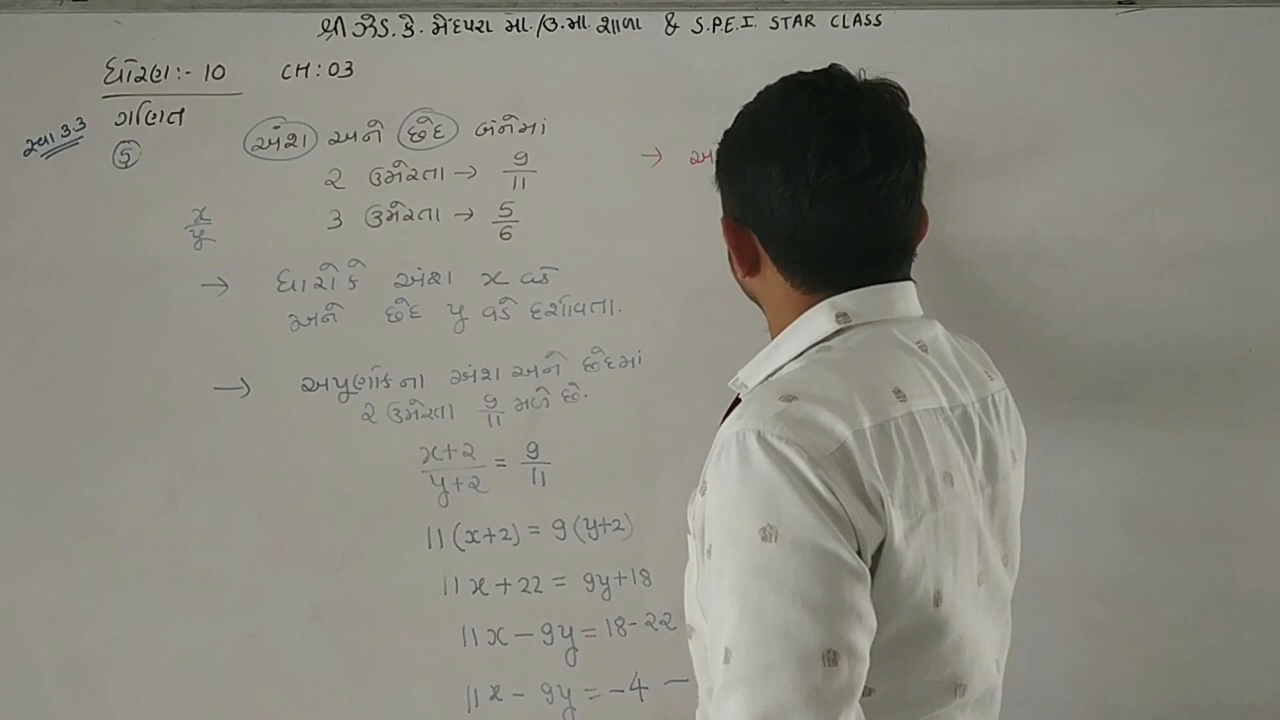 શ્રી ઝેડ. કે. મેંદપરા મા./ઉ.મા. શાળા & S.P.E.I. STAR CLASS
ધોરણ:- 10 CH: 03
ગણિત
સ્વા 3.3
5
અંશ અને છેદ બંનેમાં
2 ઉમેરતા → 9/11
3 ઉમેરતા → 5/6
x/y
→ ધારોકે અંશ x વડે
અને છેદ y વડે દર્શાવતા.
→ અપૂર્ણાંકના અંશ અને છેદમાં
2 ઉમેરતા 9/11 મળે છે.
x+2/y+2 = 9/11
11(x+2) = 9(y+2)
11x+22 = 9y+18
11x-9y = 18-22
11x-9y = -4 —
→ અ